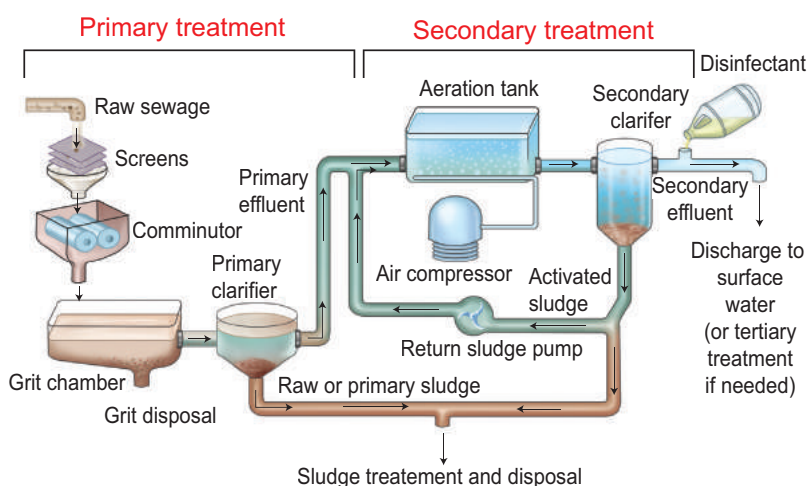 Primary treatment
Secondary treatment
Disinfectant
Raw sewage
Aeration tank
Secondary
clarifer
Screens
Primary
effluent
Secondary
effluent
Comminutor
Primary
clarifier
Air compressor
Activated
sludge
Discharge to
surface
water
(or tertiary
treatment
if needed)
Return sludge pump
Grit chamber
Raw or primary sludge
Grit disposal
Sludge treatement and disposal